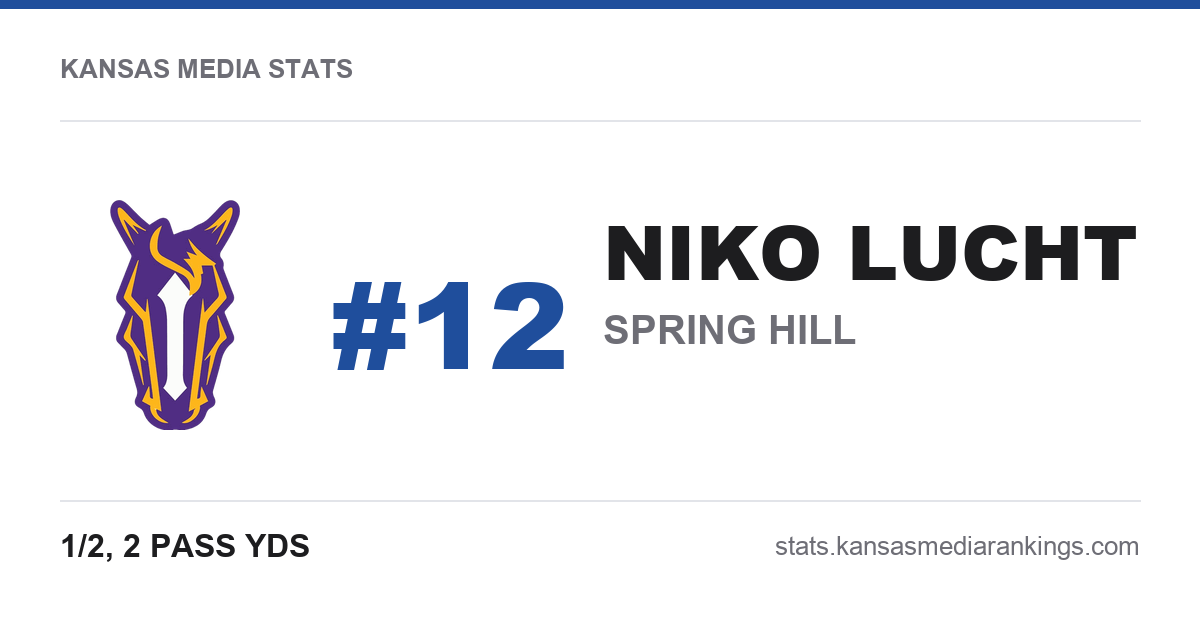 KANSAS MEDIA STATS
#12
NIKO LUCHT
SPRING HILL
1/2, 2 PASS YDS
stats.kansasmediarankings.com